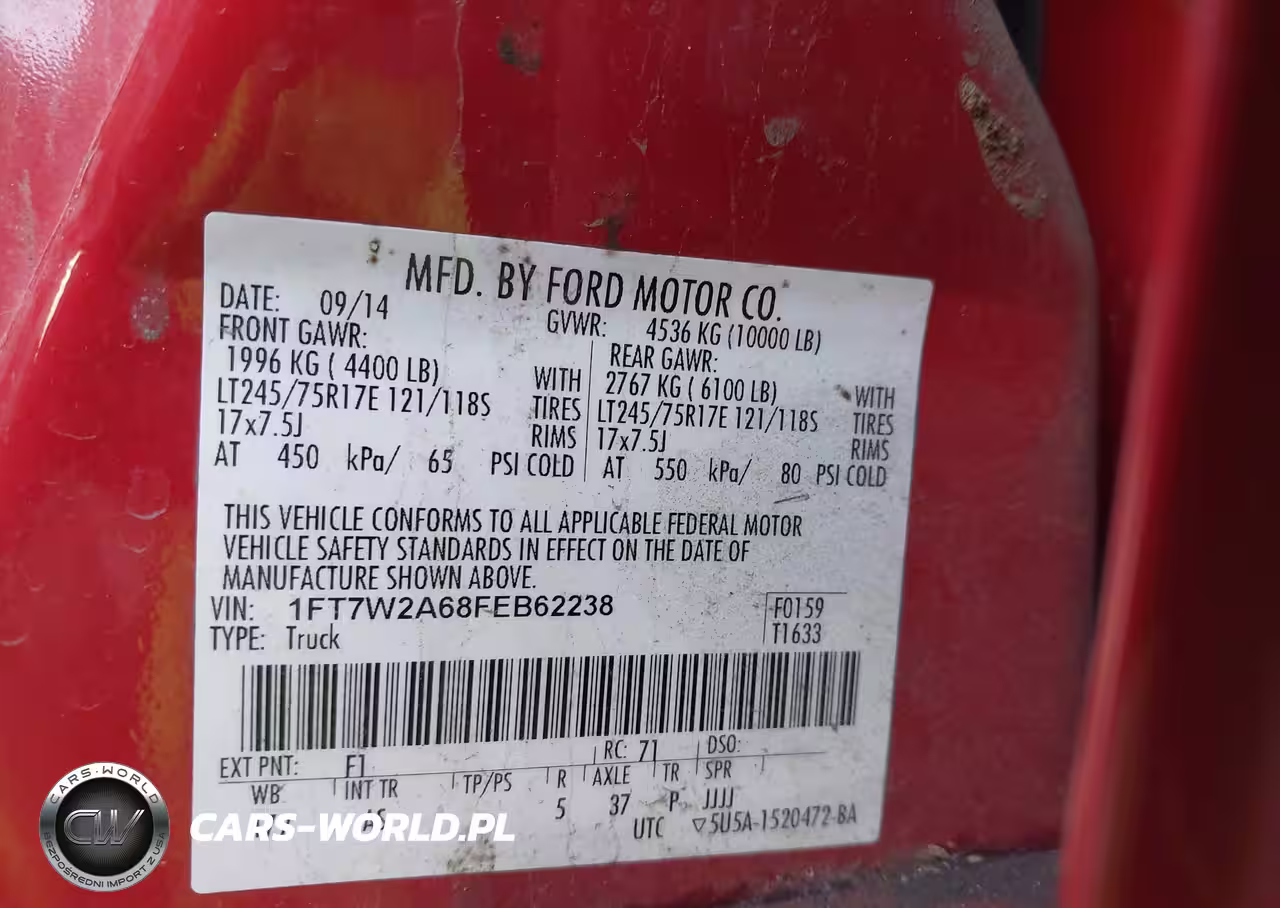 MFD. BY FORD MOTOR CO.
DATE: 09/14
GVWR: 4536 KG (10000 LB)
FRONT GAWR:
1996 KG ( 4400 LB) WITH
LT245/75R17E 121/118S TIRES
17x7.5J RIMS
AT 450 kPa/ 65 PSI COLD
REAR GAWR:
2767 KG ( 6100 LB) WITH
LT245/75R17E 121/118S TIRES
17x7.5J RIMS
AT 550 kPa/ 80 PSI COLD
THIS VEHICLE CONFORMS TO ALL APPLICABLE FEDERAL MOTOR
VEHICLE SAFETY STANDARDS IN EFFECT ON THE DATE OF
MANUFACTURE SHOWN ABOVE.
VIN: 1FT7W2A68FEB62238
TYPE: Truck
F0159
T1633
EXT PNT: F1 RC: 71 DSO:
WB INT TR TP/PS R AXLE TR SPR
AS 5 37 P JJJJ
UTC ▽5U5A-1520472-BA
CARS-WORLD
CW
BEZPOŚREDNI IMPORT Z USA
CARS-WORLD.PL